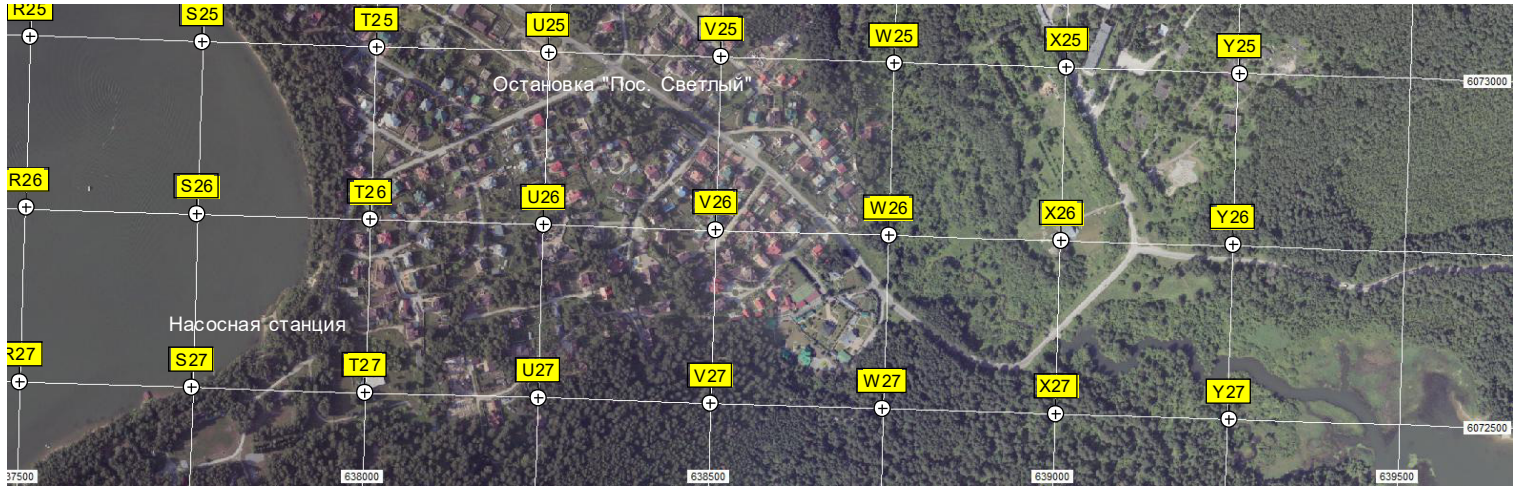 R25 S25 T25 U25 V25 W25 X25 Y25
Остановка "Пос. Светлый"
6073000
R26 S26 T26 U26 V26 W26 X26 Y26
Насосная станция
R27 S27 T27 U27 V27 W27 X27 Y27
6072500
37500 638000 638500 639000 639500